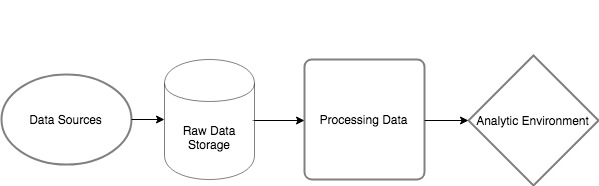 Data Sources
Raw Data
Storage
Processing Data
Analytic Environment